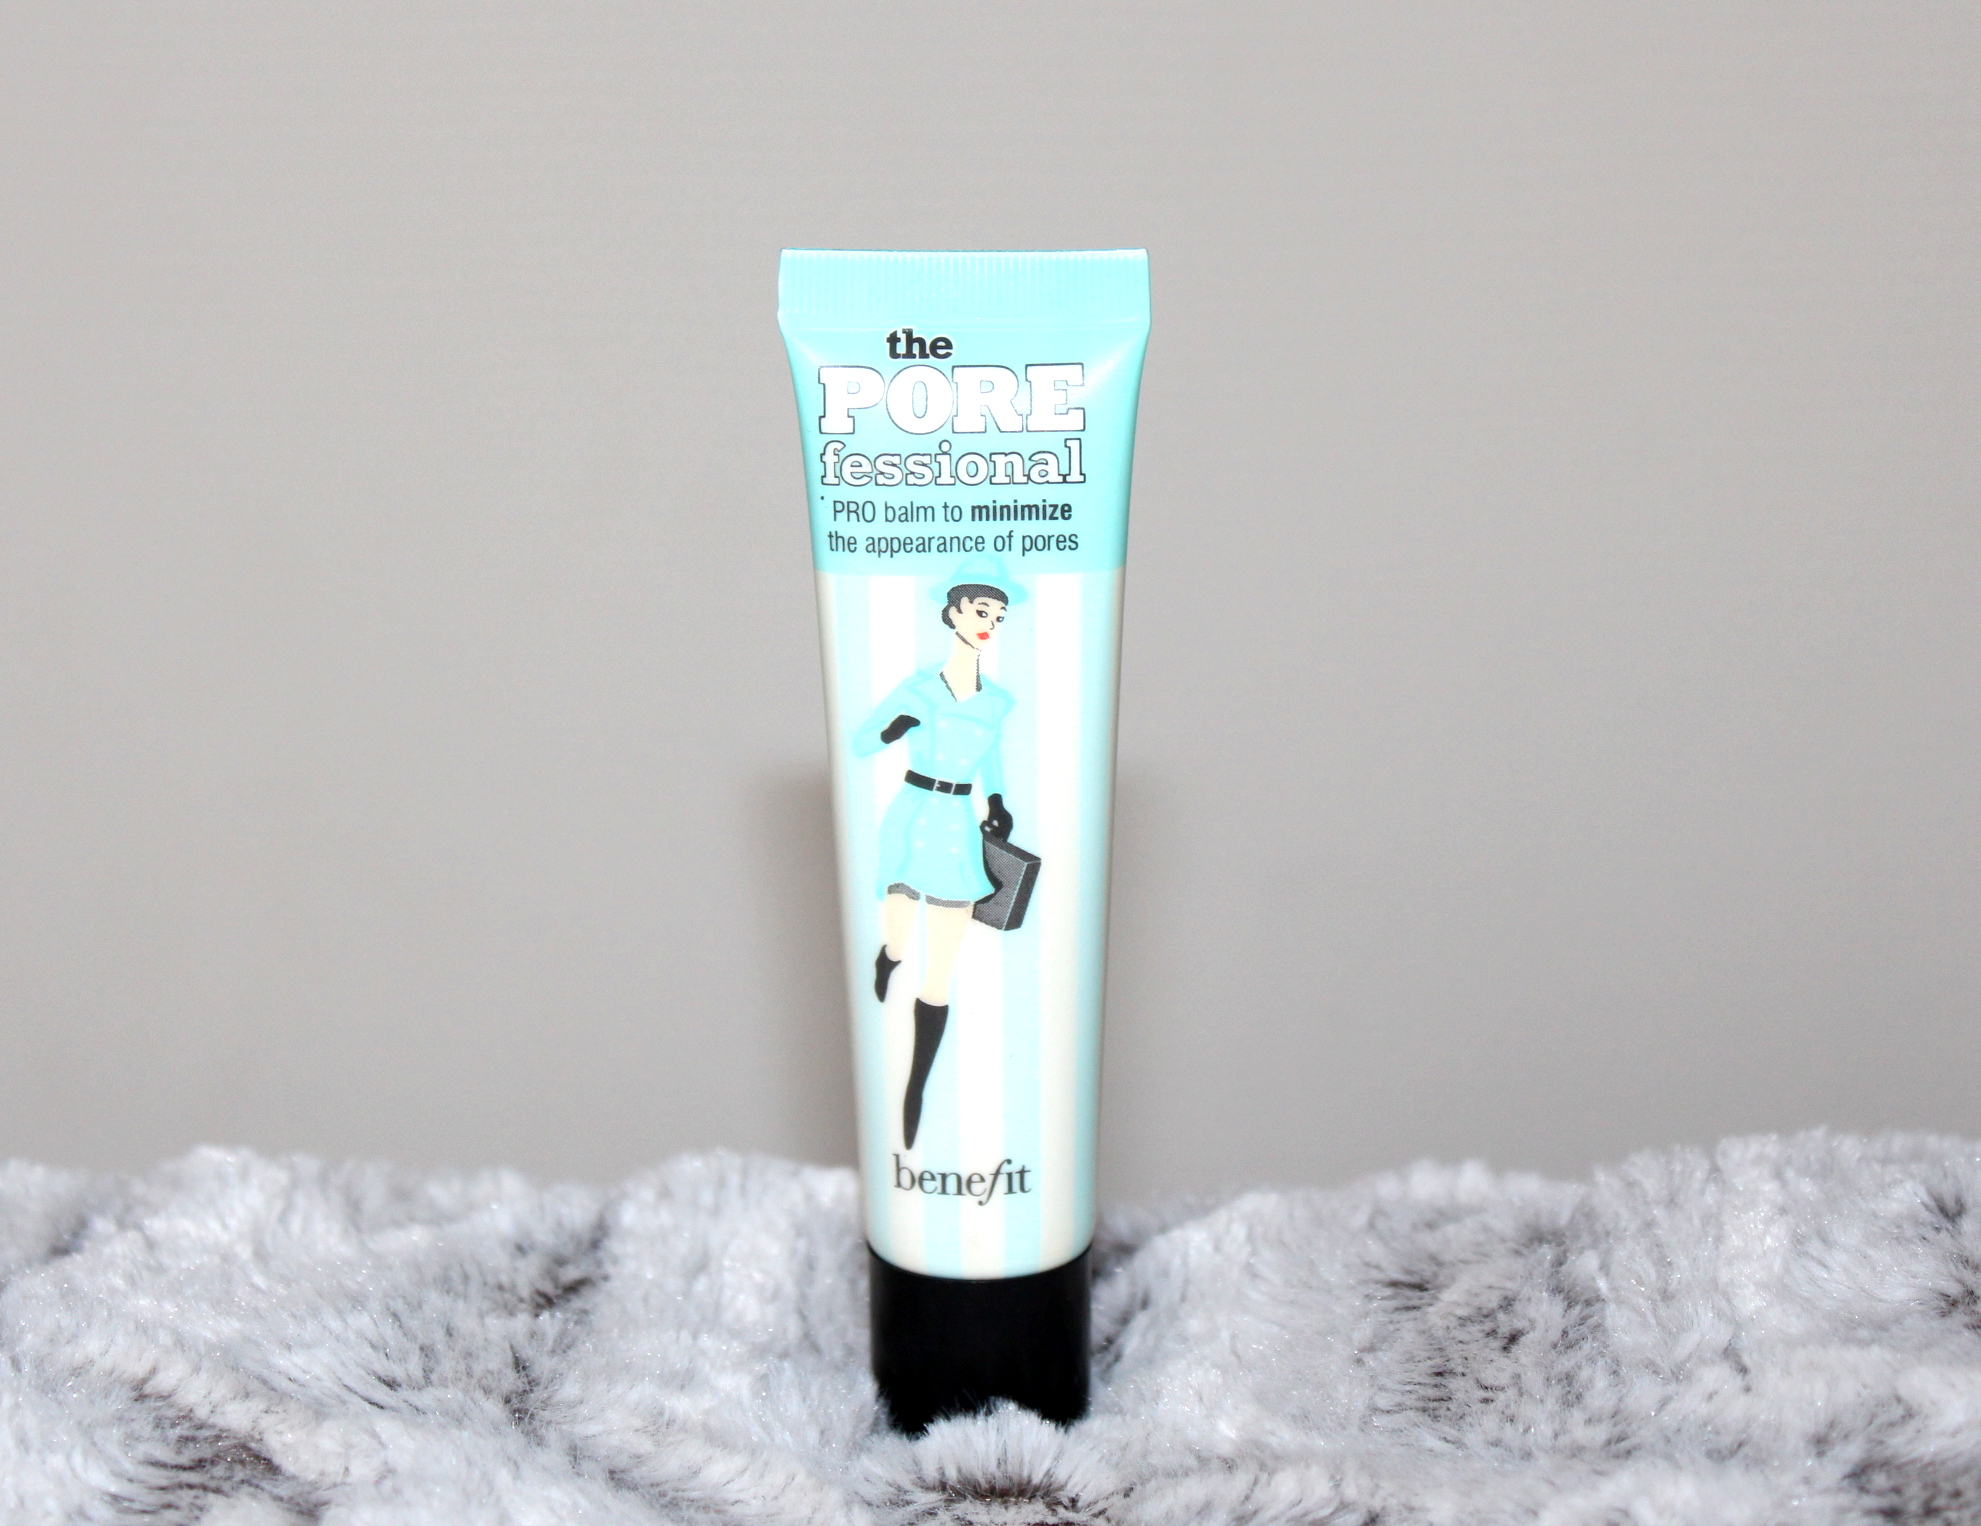 the
PORE
fessional
PRO balm to minimize
the appearance of pores
benefit